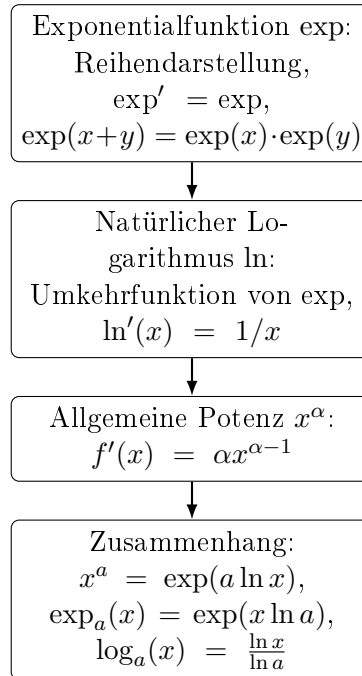 Exponentialfunktion exp:
Reihendarstellung,
exp′ = exp,
exp(x+y) = exp(x)·exp(y)
Natürlicher Lo-
garithmus ln:
Umkehrfunktion von exp,
ln′(x) = 1/x
Allgemeine Potenz x^α:
f′(x) = αx^{α−1}
Zusammenhang:
x^a = exp(a ln x),
exp_a(x) = exp(x ln a),
log_a(x) = \frac{ln x}{ln a}